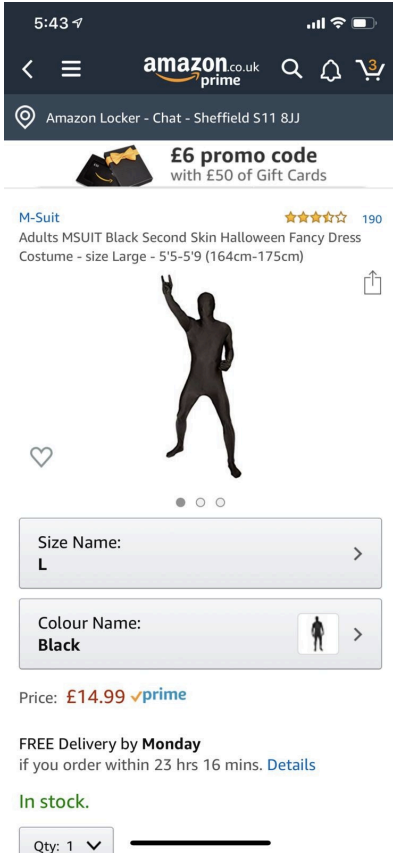 5:43
amazon.co.uk
prime
3
Amazon Locker - Chat - Sheffield S11 8JJ
£6 promo code
with £50 of Gift Cards
M-Suit
190
Adults MSUIT Black Second Skin Halloween Fancy Dress
Costume - size Large - 5'5-5'9 (164cm-175cm)
Size Name:
L
Colour Name:
Black
Price: £14.99 prime
FREE Delivery by Monday
if you order within 23 hrs 16 mins. Details
In stock.
Qty: 1